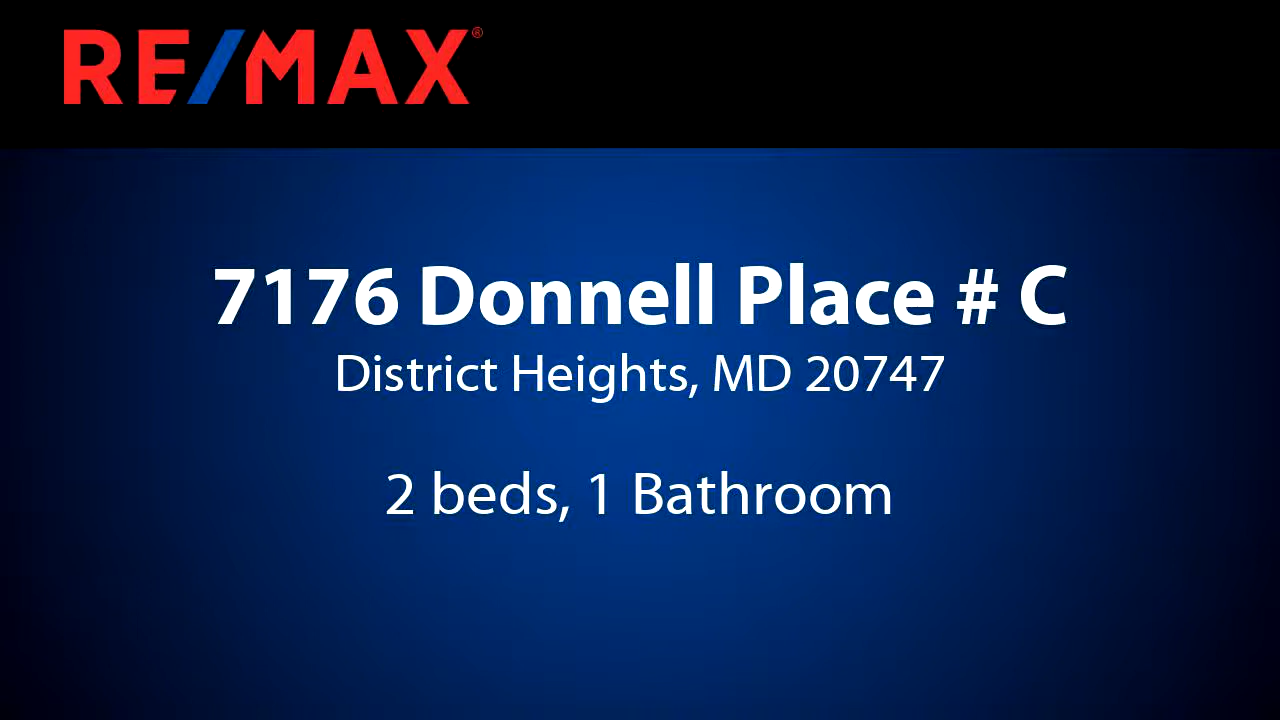 RE/MAX®
7176 Donnell Place # C
District Heights, MD 20747
2 beds, 1 Bathroom